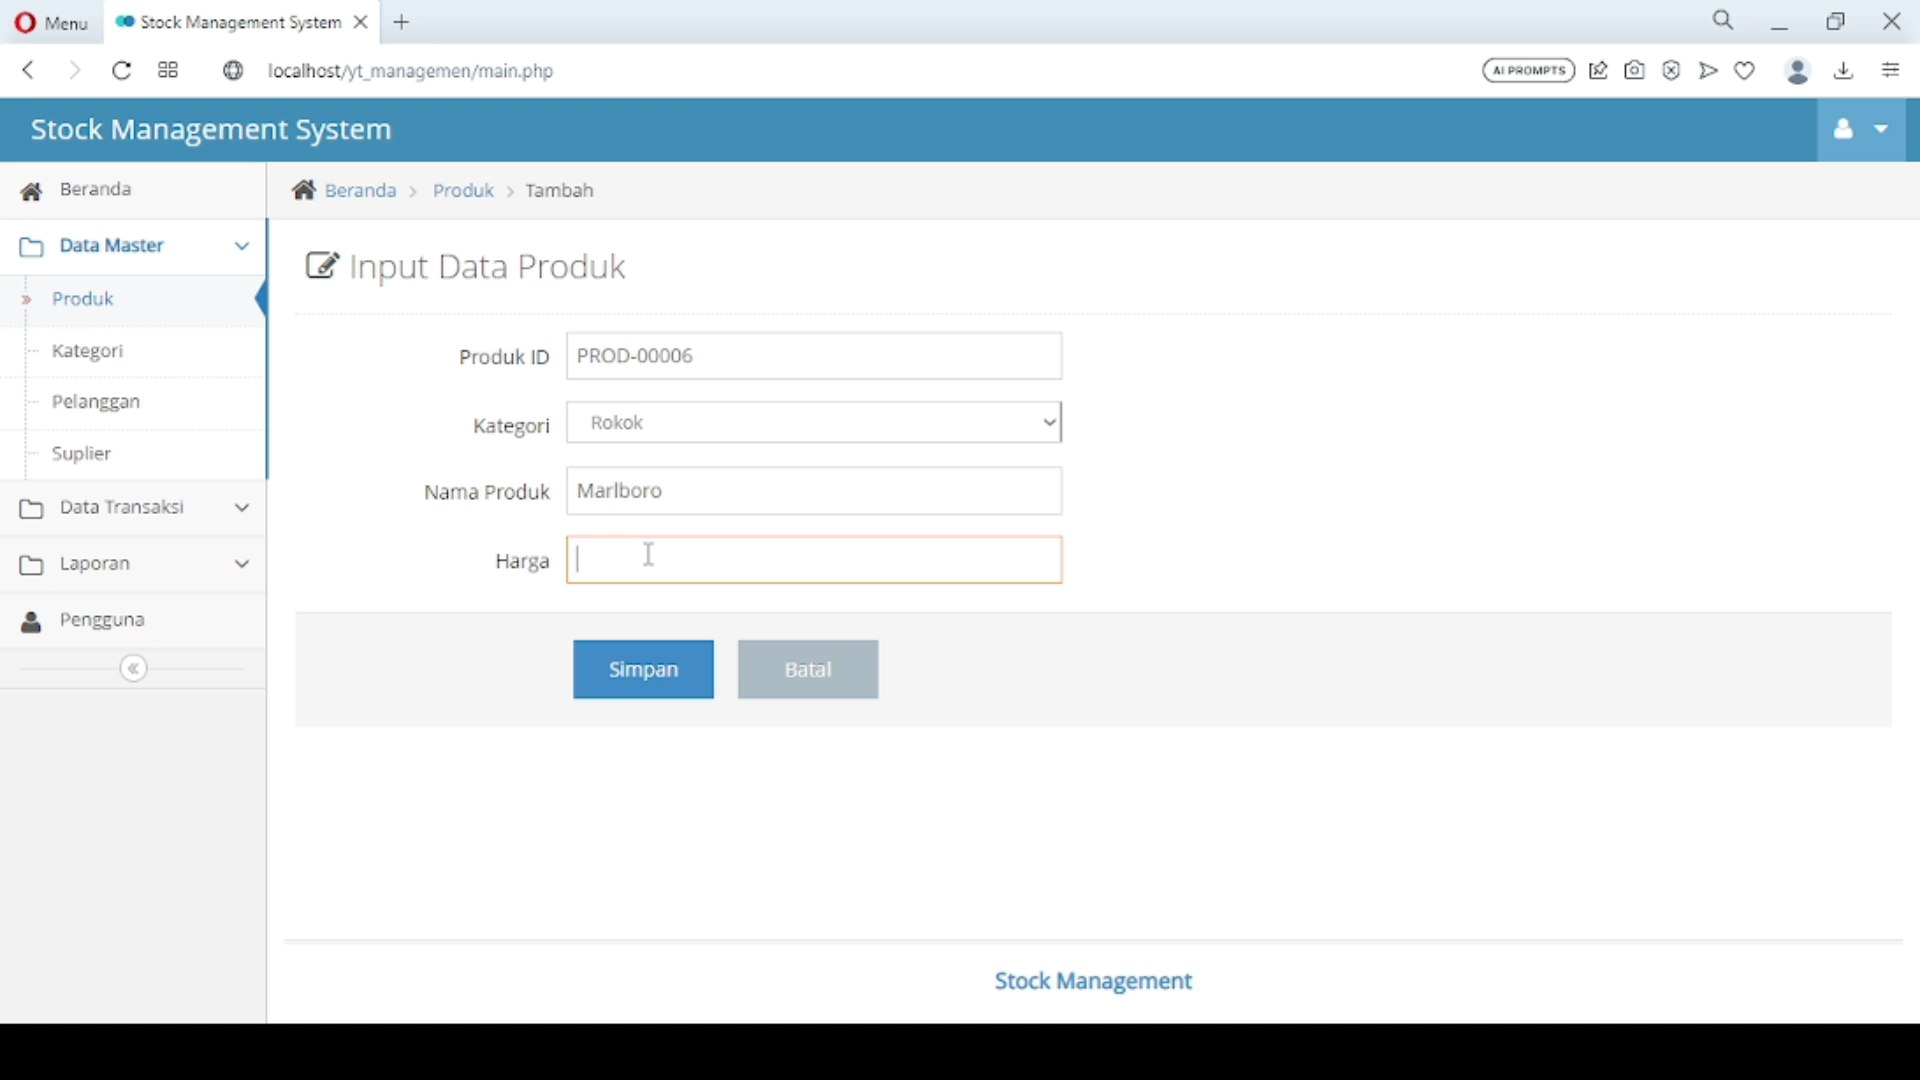 Menu
Stock Management System
localhost/yt_managemen/main.php
AI PROMPTS
Stock Management System
Beranda
Data Master
Produk
Kategori
Pelanggan
Suplier
Data Transaksi
Laporan
Pengguna
Beranda > Produk > Tambah
Input Data Produk
Produk ID PROD-00006
Kategori Rokok
Nama Produk Marlboro
Harga
Simpan Batal
Stock Management